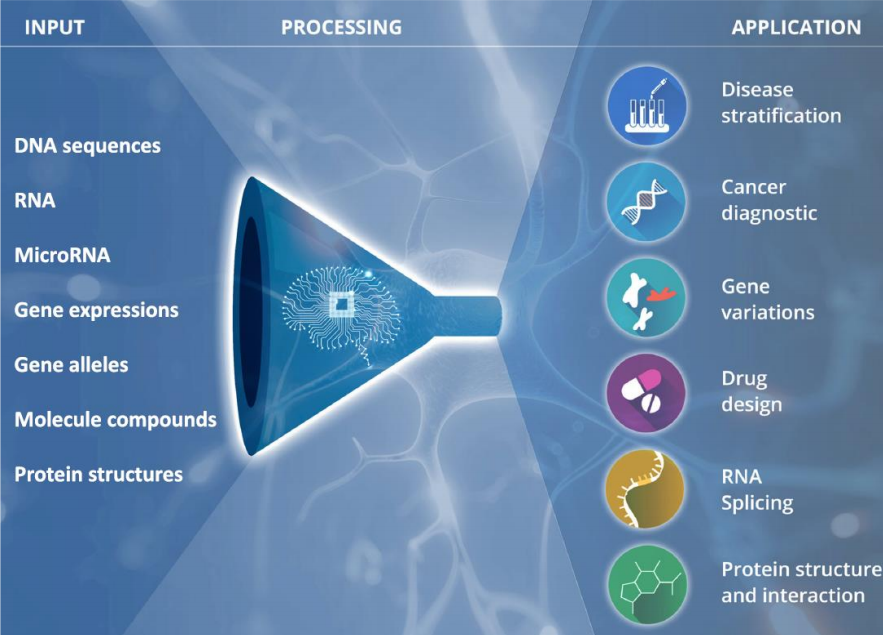 INPUT
PROCESSING
APPLICATION
DNA sequences
RNA
MicroRNA
Gene expressions
Gene alleles
Molecule compounds
Protein structures
Disease
stratification
Cancer
diagnostic
Gene
variations
Drug
design
RNA
Splicing
Protein structure
and interaction